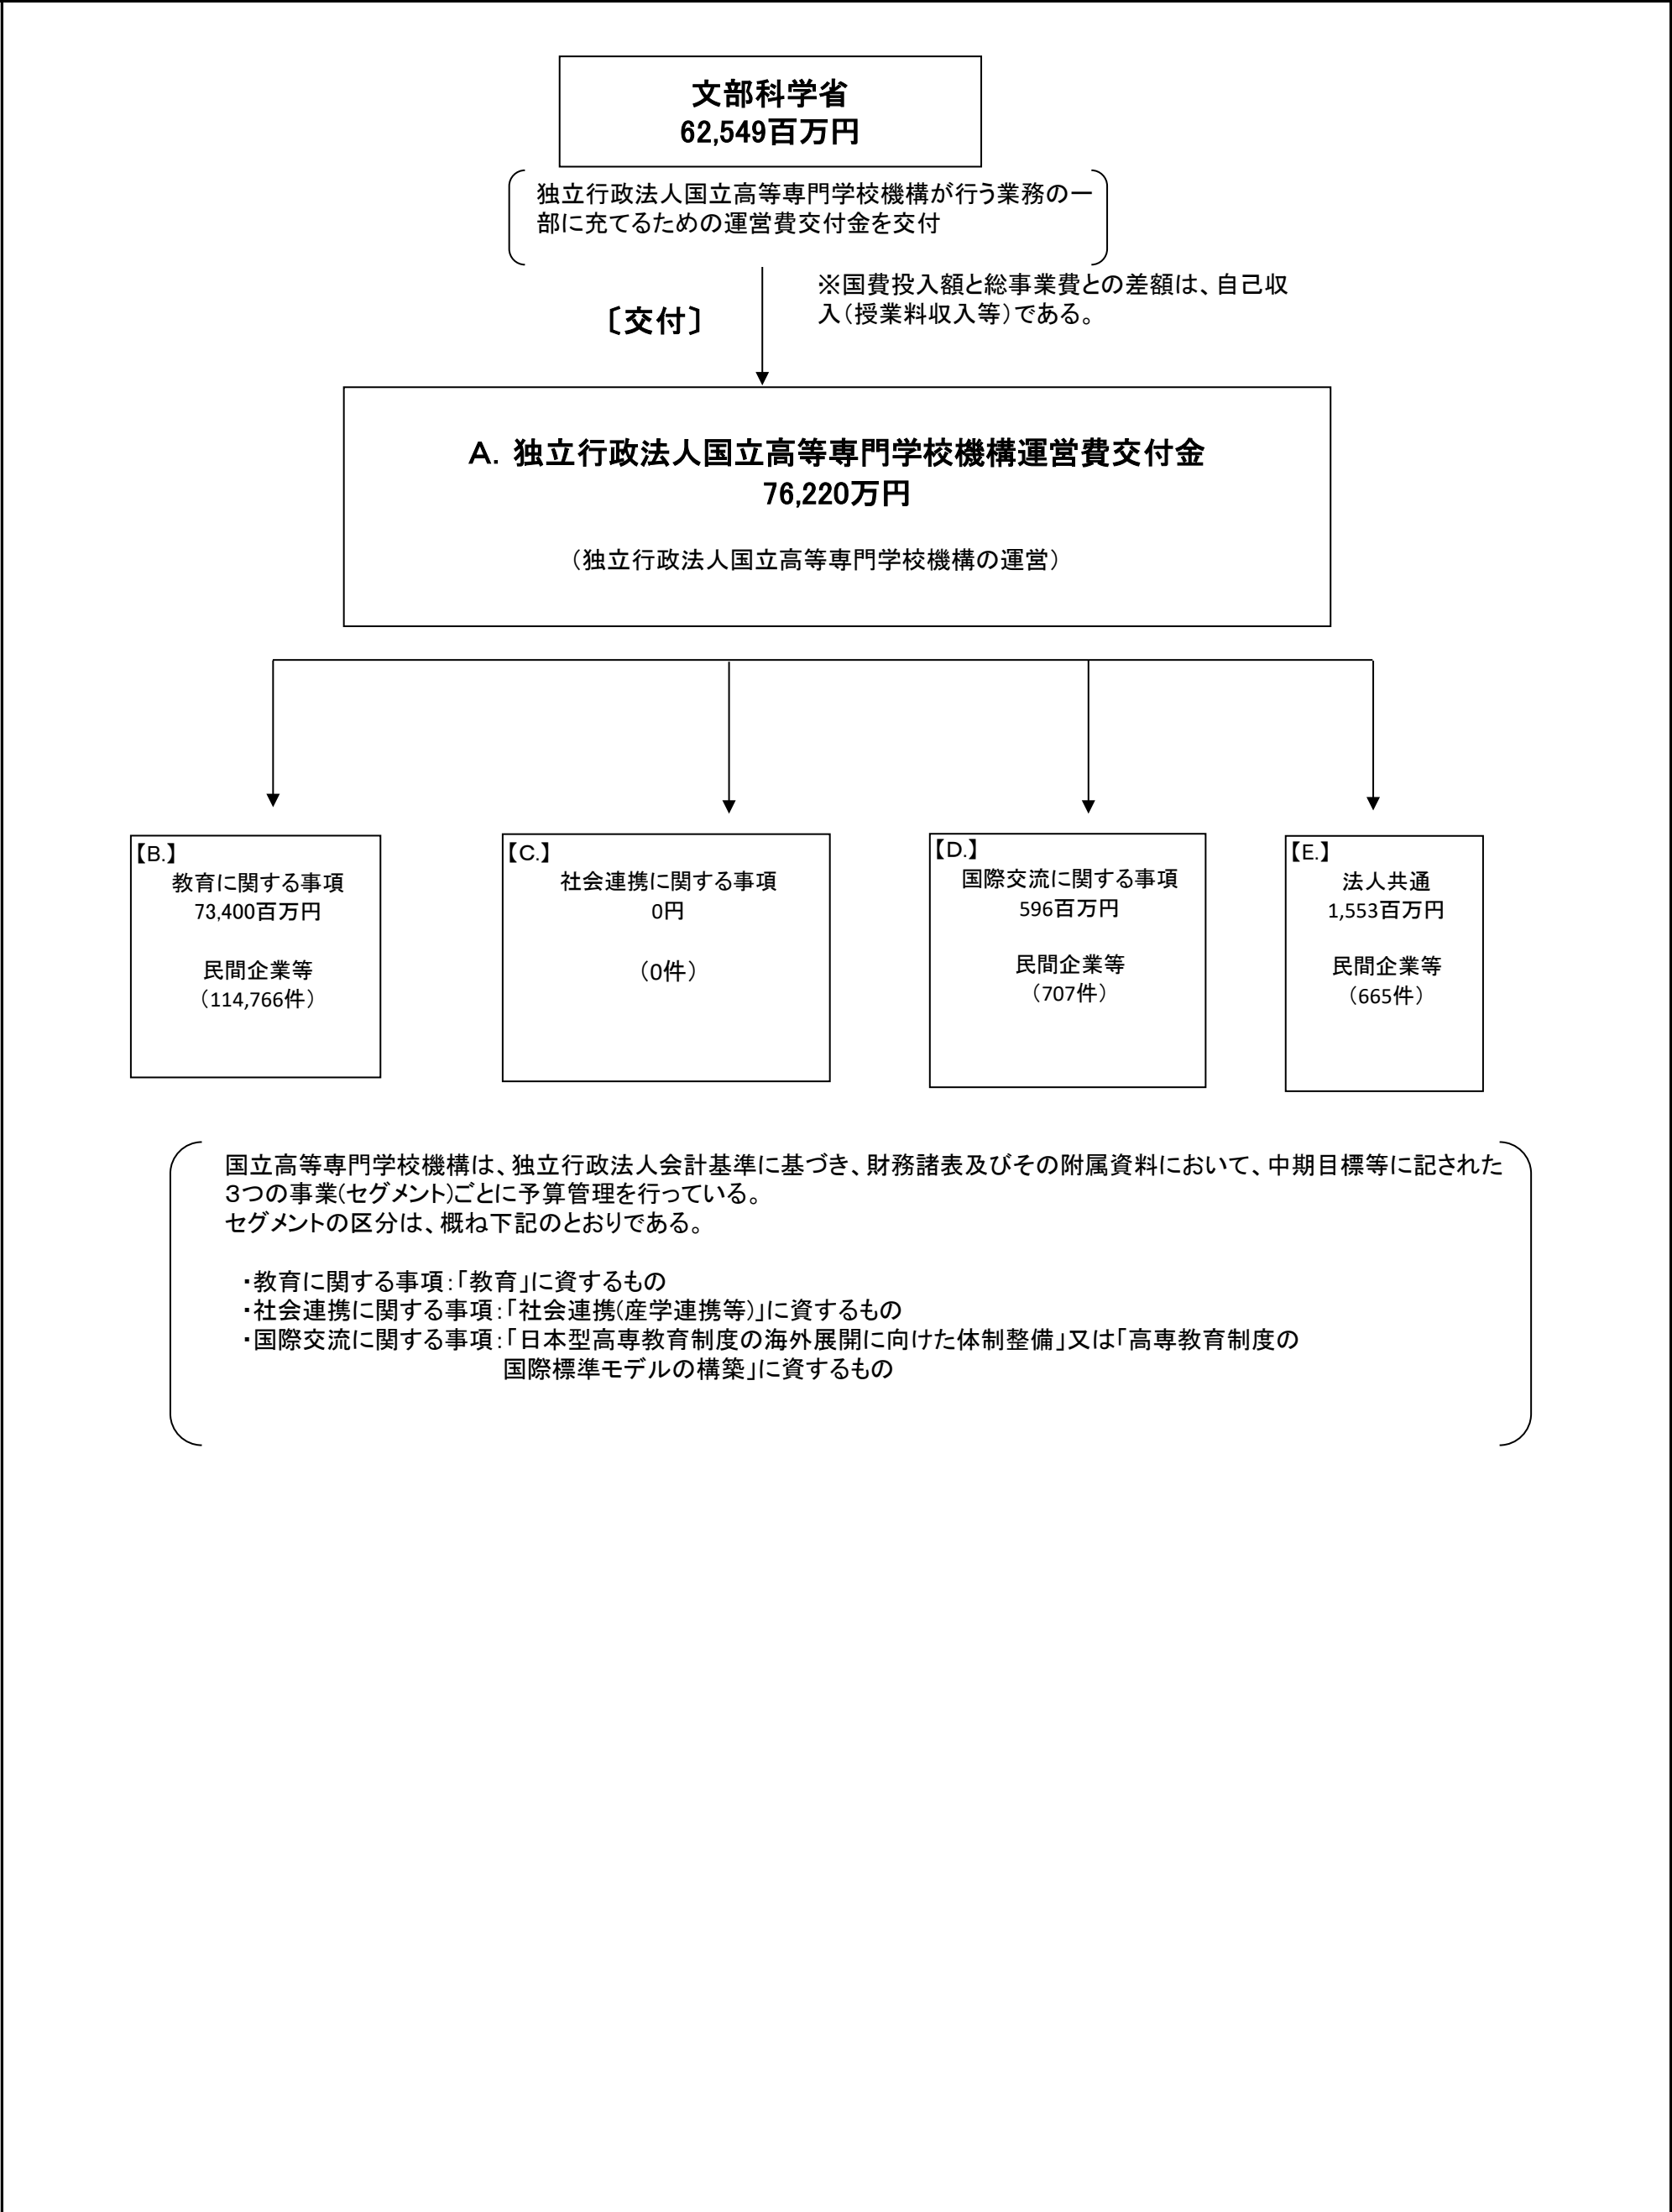 文部科学省
62,549百万円
独立行政法人国立高等専門学校機構が行う業務の一
部に充てるための運営費交付金を交付
〔交付〕
※国費投入額と総事業費との差額は、自己収
入（授業料収入等）である。
A．独立行政法人国立高等専門学校機構運営費交付金
76,220万円
（独立行政法人国立高等専門学校機構の運営）
【B.】
教育に関する事項
73,400百万円
民間企業等
（114,766件）
【C.】
社会連携に関する事項
0円
（0件）
【D.】
国際交流に関する事項
596百万円
民間企業等
（707件）
【E.】
法人共通
1,553百万円
民間企業等
（665件）
国立高等専門学校機構は、独立行政法人会計基準に基づき、財務諸表及びその附属資料において、中期目標等に記された
３つの事業(セグメント)ごとに予算管理を行っている。
セグメントの区分は、概ね下記のとおりである。
・教育に関する事項：「教育」に資するもの
・社会連携に関する事項：「社会連携(産学連携等)」に資するもの
・国際交流に関する事項：「日本型高専教育制度の海外展開に向けた体制整備」又は「高専教育制度の
国際標準モデルの構築」に資するもの